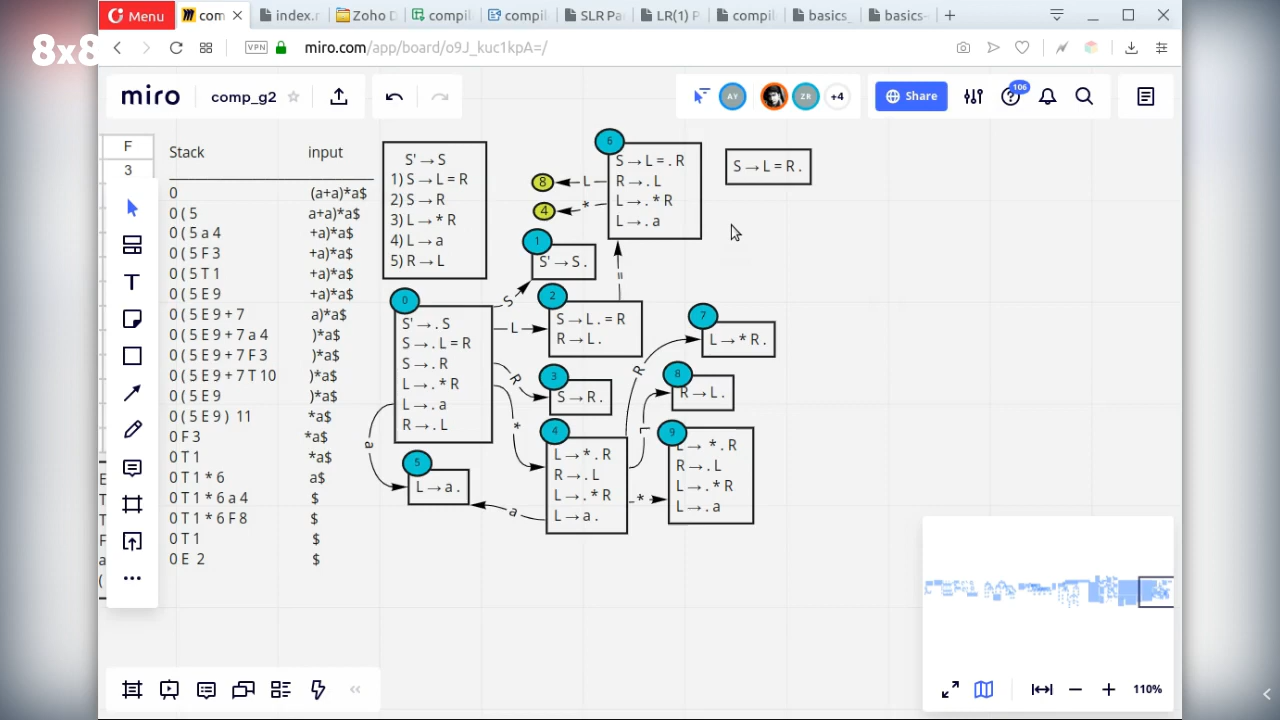 8x8
Menu
com
index.r
Zoho D
compil
compil
SLR Pa
LR(1) P
compil
basics_
basics-
VPN
miro.com/app/board/o9J_kuc1kpA=/
miro
comp_g2
AY
ZR
+4
Share
106
F
3
Stack input
0 (a+a)*a$
0 ( 5 a+a)*a$
0 ( 5 a 4 +a)*a$
0 ( 5 F 3 +a)*a$
0 ( 5 T 1 +a)*a$
0 ( 5 E 9 +a)*a$
0 ( 5 E 9 + 7 a)*a$
0 ( 5 E 9 + 7 a 4 )*a$
0 ( 5 E 9 + 7 F 3 )*a$
0 ( 5 E 9 + 7 T 10 )*a$
0 ( 5 E 9 )*a$
0 ( 5 E 9 ) 11 *a$
0 F 3 *a$
0 T 1 *a$
0 T 1 * 6 a$
0 T 1 * 6 a 4 $
0 T 1 * 6 F 8 $
0 T 1 $
0 E 2 $
E
T
T
F
a
(
S' → S
1) S → L = R
2) S → R
3) L → * R
4) L → a
5) R → L
6
S → L = . R
R → . L
L → . * R
L → . a
8
L
4
*
S → L = R .
1
S' → S .
0
S' → . S
S → . L = R
S → . R
L → . * R
L → . a
R → . L
S
L
R
*
a
2
S → L . = R
R → L .
=
3
S → R .
4
L → * . R
R → . L
L → . * R
L → a .
5
L → a .
a
R
L
*
7
L → * R .
8
R → L .
9
L → * . R
R → . L
L → . * R
L → . a
110%